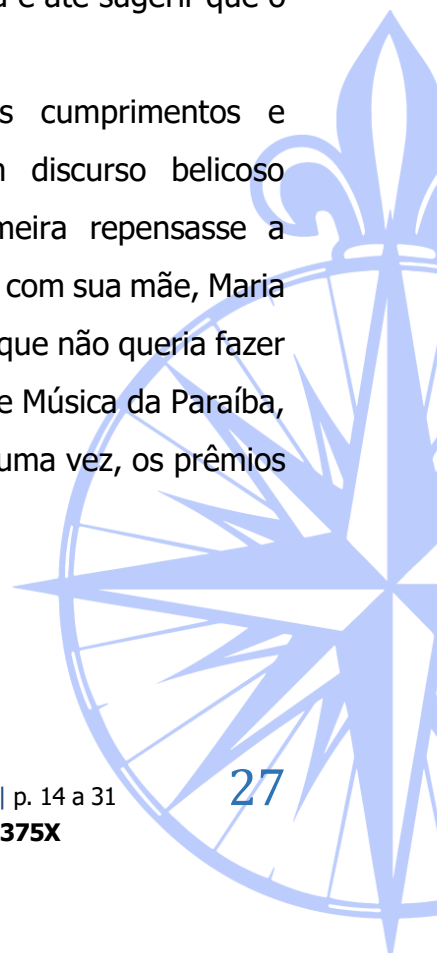 e até sugerir que o
cumprimentos e
discurso belicoso
repensasse a
com sua mãe, Maria
que não queria fazer
e Música da Paraíba,
uma vez, os prêmios
| p. 14 a 31
27
375X